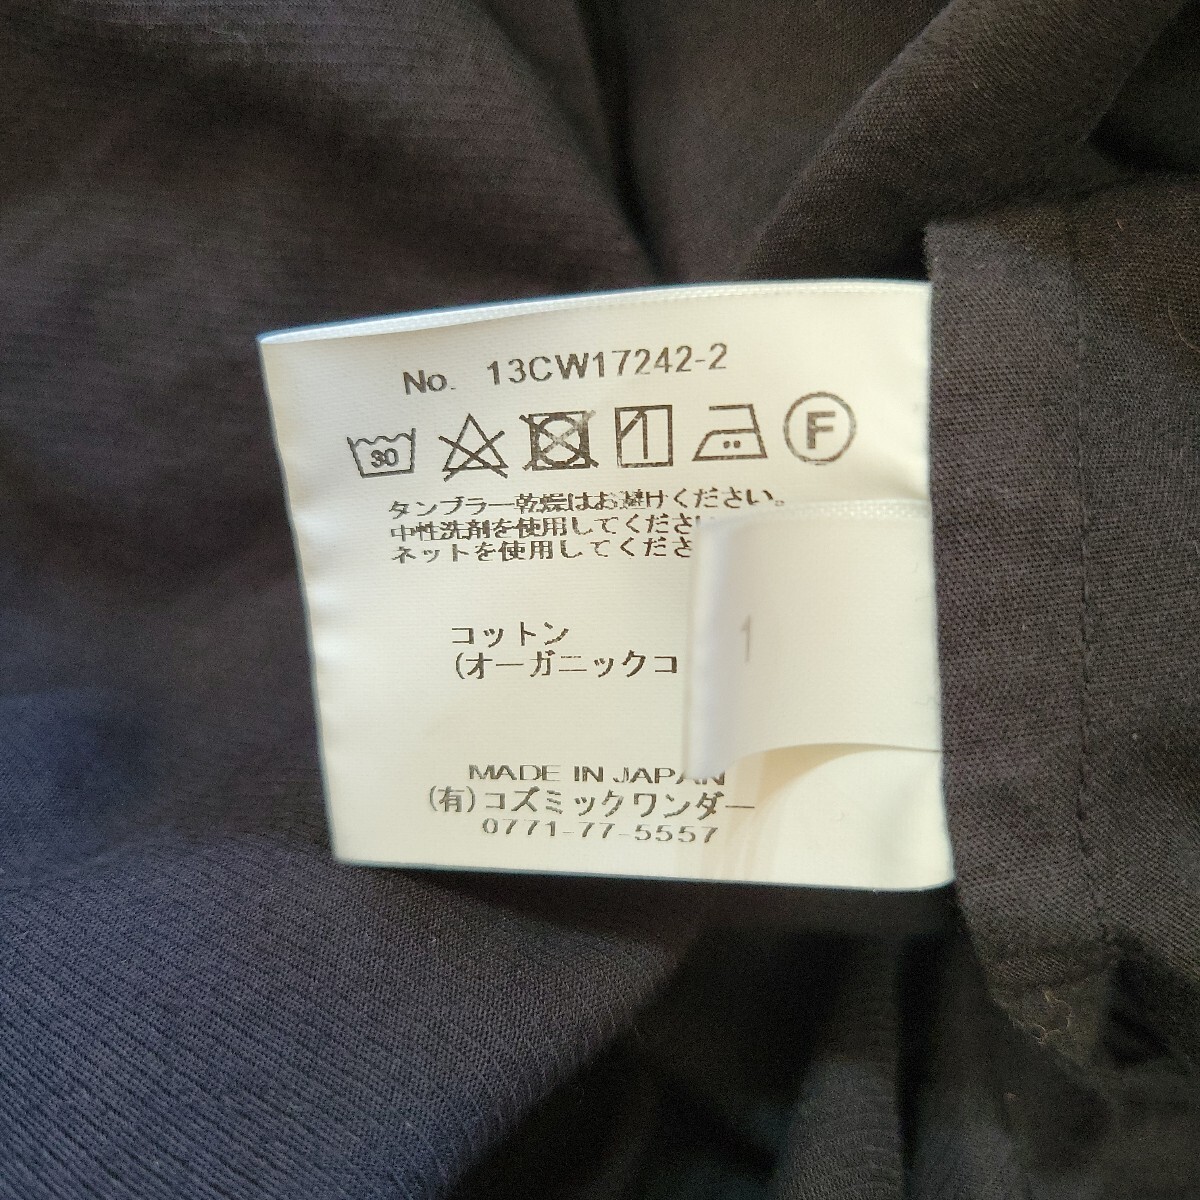 No. 13CW17242-2
30
F
タンブラー乾燥はお避けください。
中性洗剤を使用してください
ネットを使用してくださ
コットン
(オーガニックコ
1
MADE IN JAPAN
(有)コズミックワンダー
0771-77-5557